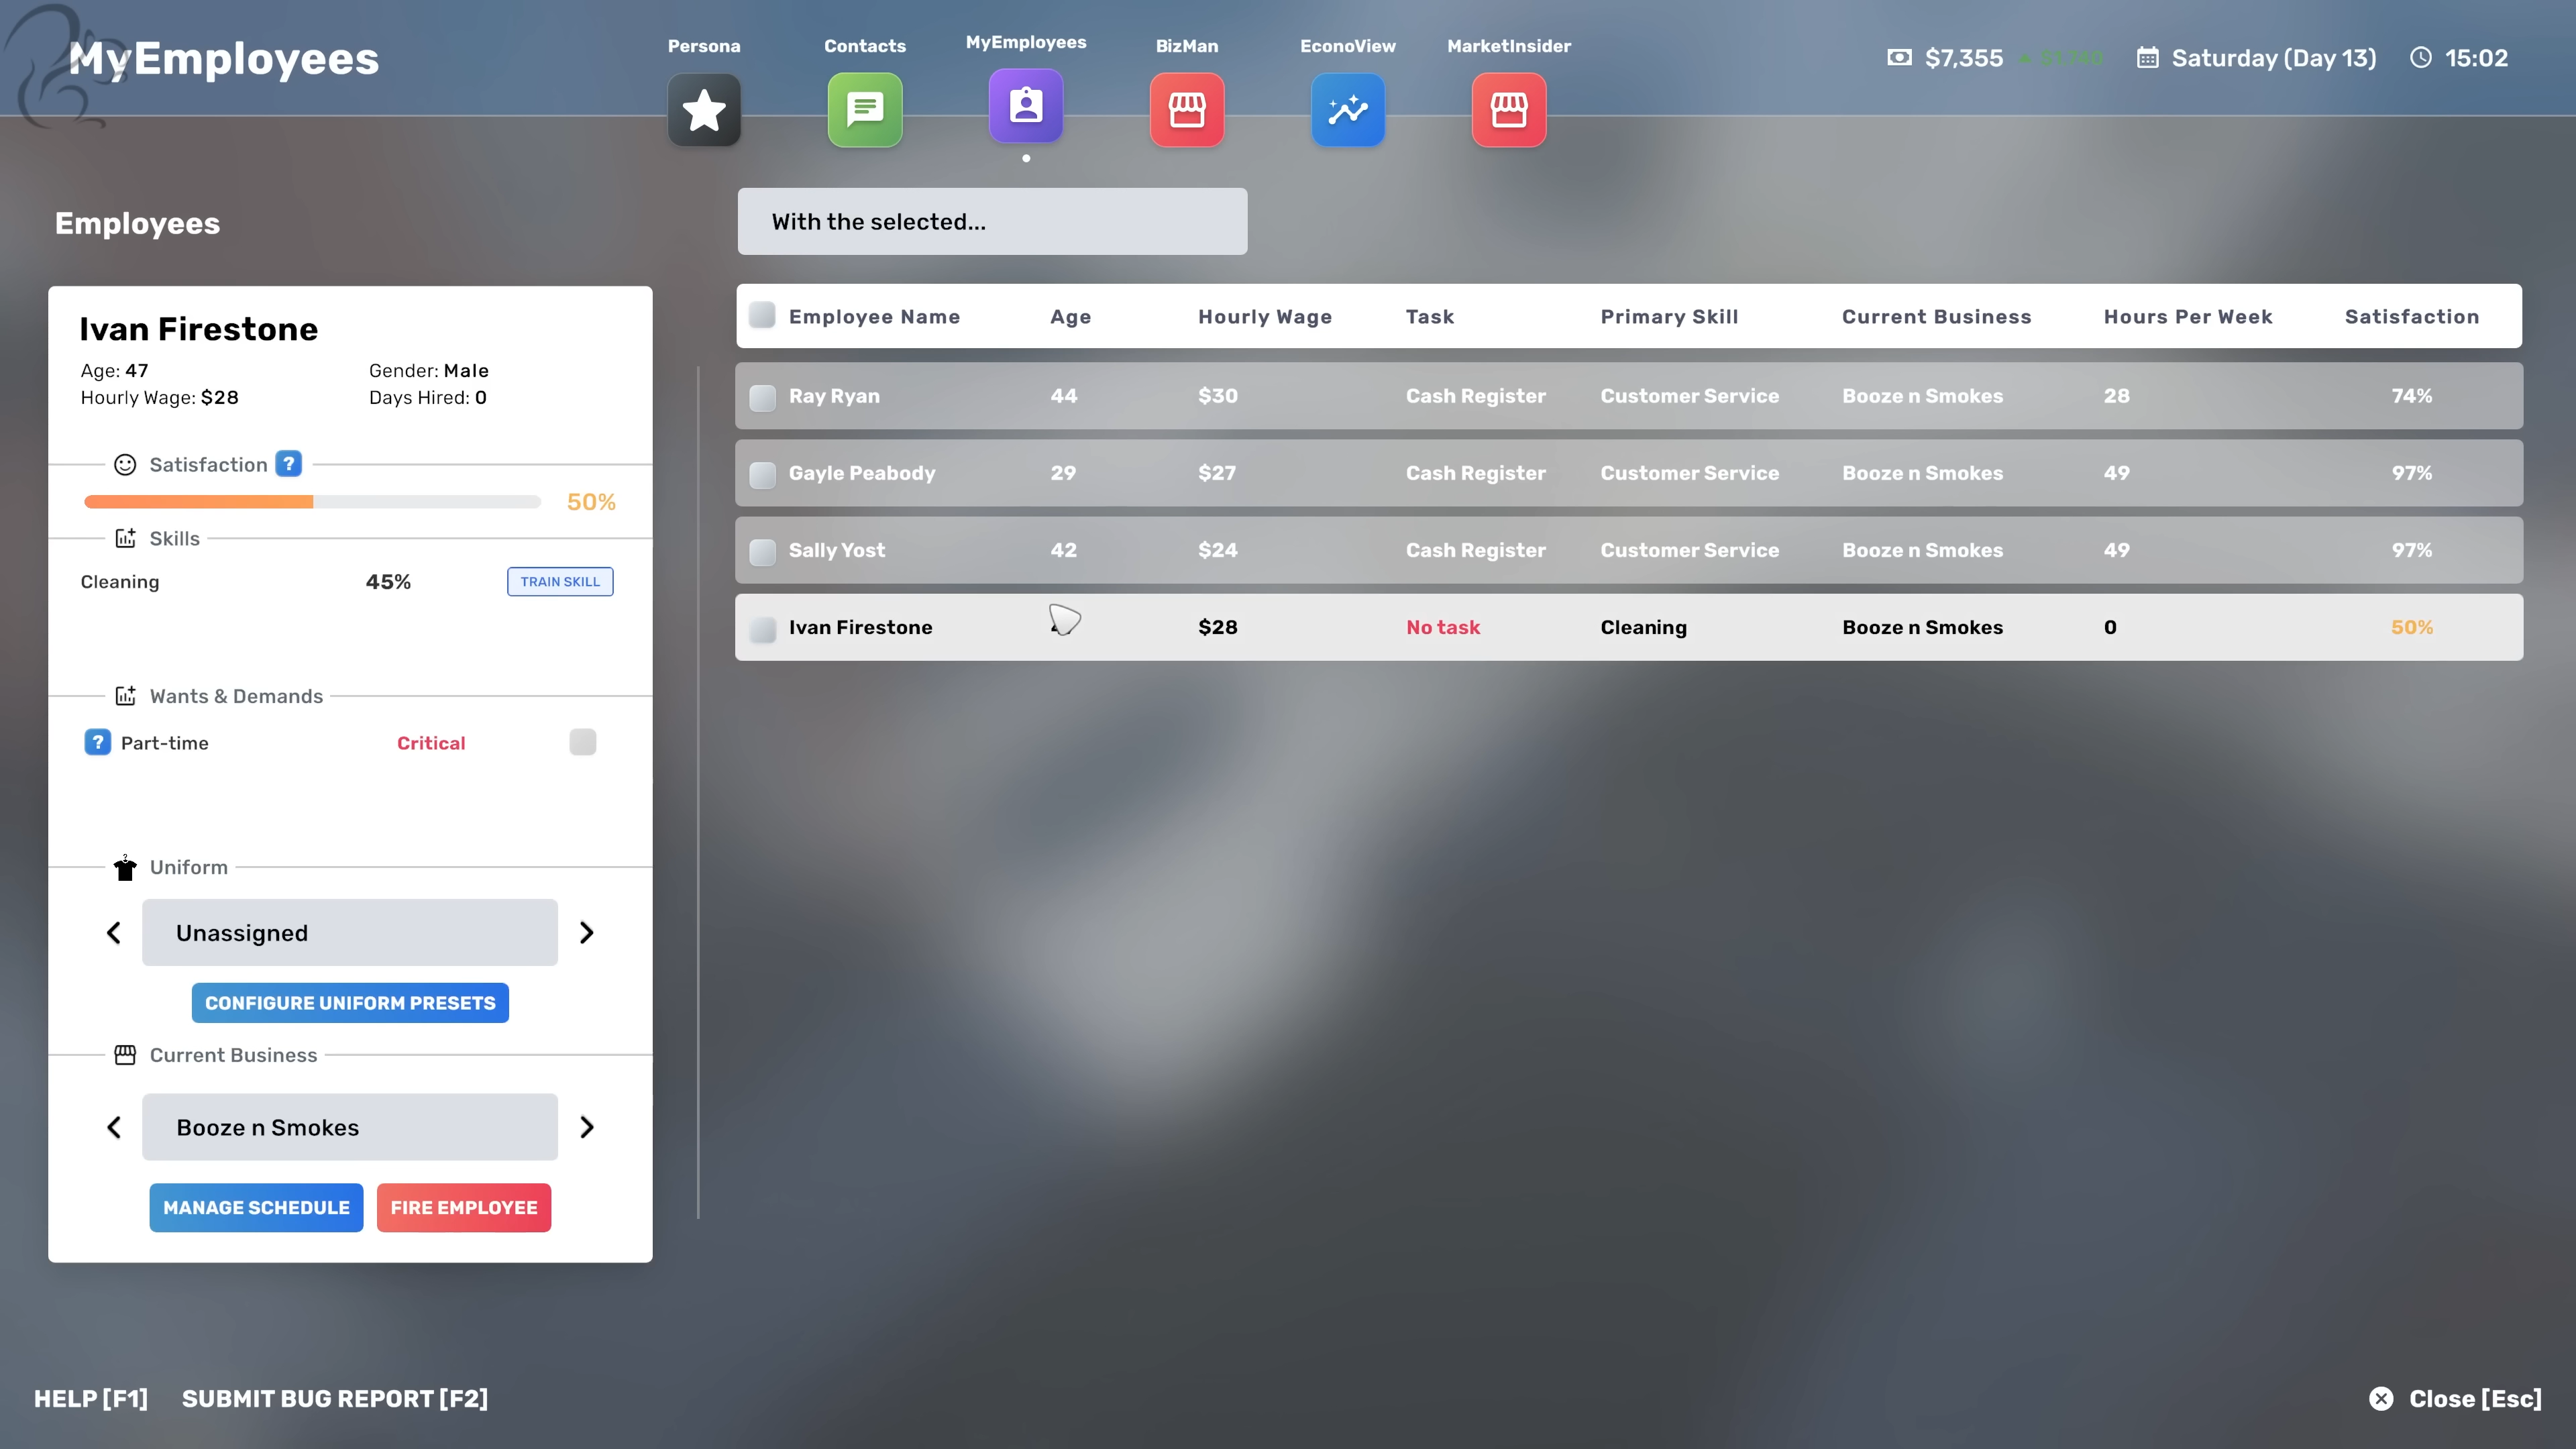 MyEmployees
Persona
Contacts
MyEmployees
BizMan
EconoView
MarketInsider
$7,355
Saturday (Day 13)
15:02
Employees
With the selected...
Ivan Firestone
Age: 47
Gender: Male
Hourly Wage: $28
Days Hired: 0
Satisfaction ?
50%
Skills
Cleaning 45% TRAIN SKILL
Wants & Demands
? Part-time Critical
Uniform
Unassigned
CONFIGURE UNIFORM PRESETS
Current Business
Booze n Smokes
MANAGE SCHEDULE
FIRE EMPLOYEE
Employee Name Age Hourly Wage Task Primary Skill Current Business Hours Per Week Satisfaction
Ray Ryan 44 $30 Cash Register Customer Service Booze n Smokes 28 74%
Gayle Peabody 29 $27 Cash Register Customer Service Booze n Smokes 49 97%
Sally Yost 42 $24 Cash Register Customer Service Booze n Smokes 49 97%
Ivan Firestone $28 No task Cleaning Booze n Smokes 0 50%
HELP [F1]
SUBMIT BUG REPORT [F2]
Close [Esc]